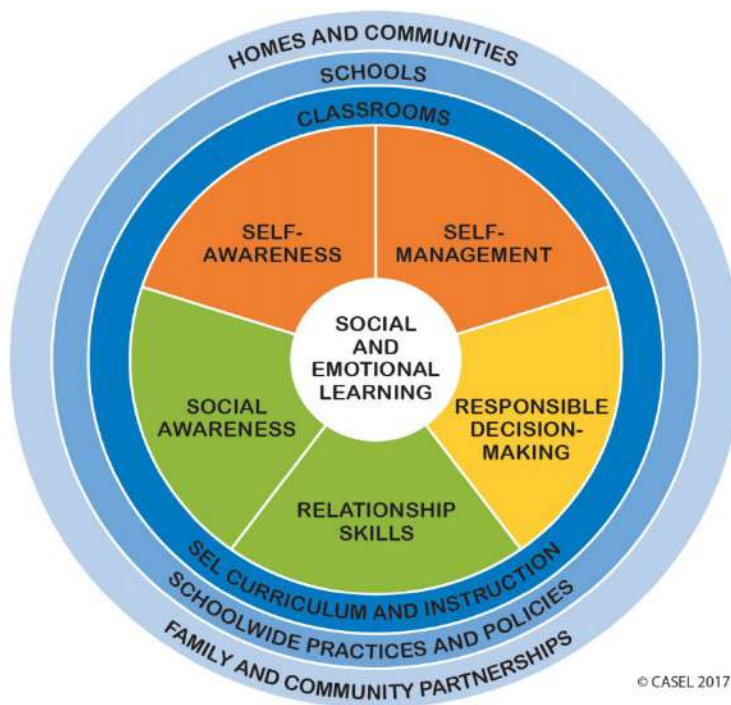 HOMES AND COMMUNITIES
SCHOOLS
CLASSROOMS
SELF-
AWARENESS
SELF-
MANAGEMENT
SOCIAL
AND
EMOTIONAL
LEARNING
SOCIAL
AWARENESS
RESPONSIBLE
DECISION-
MAKING
RELATIONSHIP
SKILLS
SEL CURRICULUM AND INSTRUCTION
SCHOOLWIDE PRACTICES AND POLICIES
FAMILY AND COMMUNITY PARTNERSHIPS
© CASEL 2017